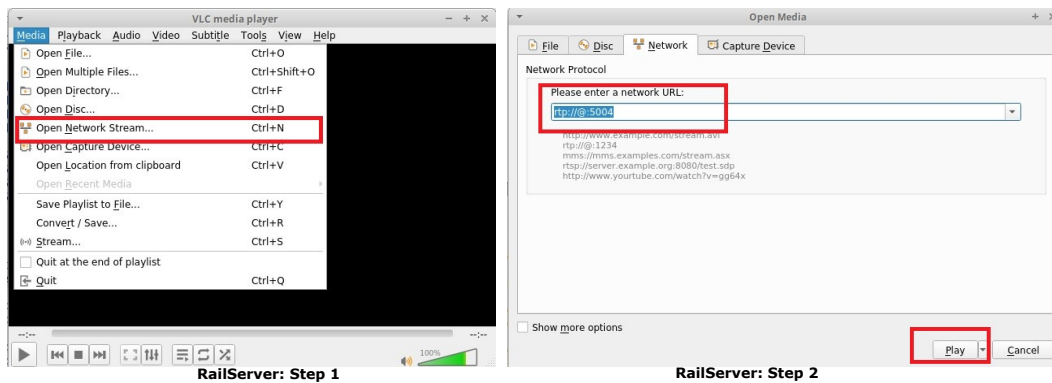 VLC media player
Media Playback Audio Video Subtitle Tools View Help
Open File... Ctrl+O
Open Multiple Files... Ctrl+Shift+O
Open Directory... Ctrl+F
Open Disc... Ctrl+D
Open Network Stream... Ctrl+N
Open Capture Device... Ctrl+C
Open Location from clipboard Ctrl+V
Open Recent Media
Save Playlist to File... Ctrl+Y
Convert / Save... Ctrl+R
Stream... Ctrl+S
Quit at the end of playlist
Quit Ctrl+Q
--:-- --:--
100%
RailServer: Step 1
Open Media
File Disc Network Capture Device
Network Protocol
Please enter a network URL:
rtp://@:5004
http://www.example.com/stream.avi
rtp://@:1234
mms://mms.examples.com/stream.asx
rtsp://server.example.org:8080/test.sdp
http://www.yourtube.com/watch?v=gg64x
Show more options
Play Cancel
RailServer: Step 2